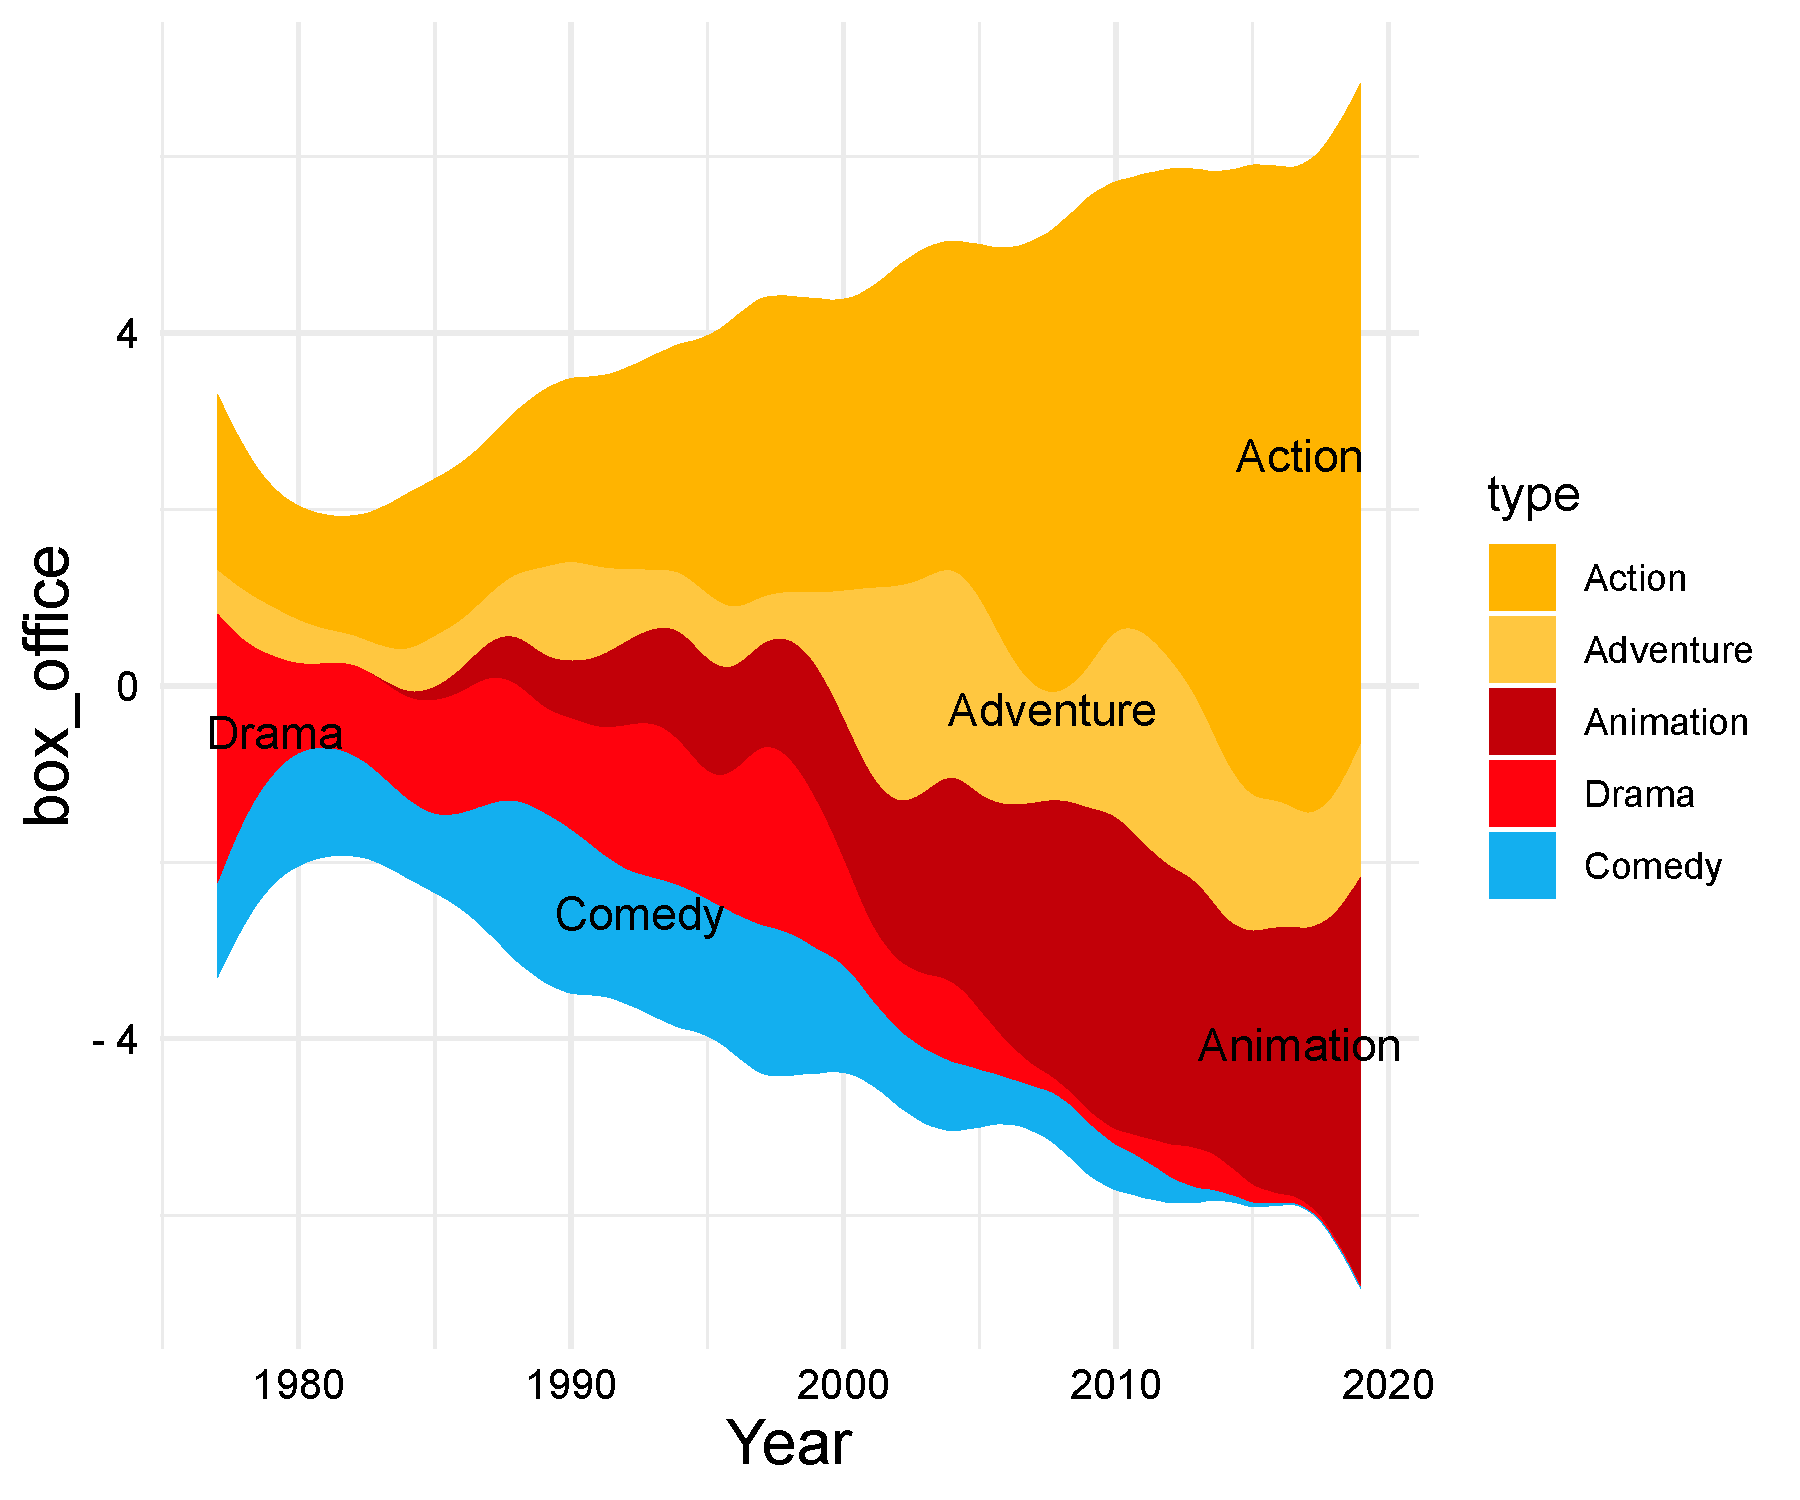 box_office
4
0
- 4
1980
1990
2000
2010
2020
Year
Action
Adventure
Drama
Comedy
Animation
type
Action
Adventure
Animation
Drama
Comedy